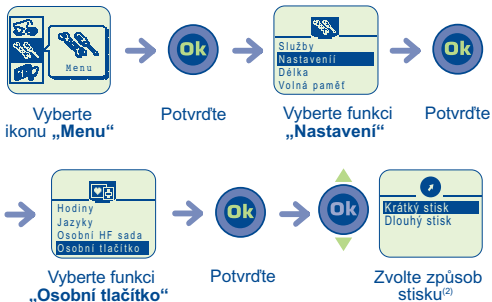 Menu
Ok
Služby
Nastaveníí
Délka
Volná paměť
Ok
Vyberte
ikonu „Menu“
Potvrďte
Vyberte funkci
„Nastavení“
Potvrďte
Hodiny
Jazyky
Osobní HF sada
Osobní tlačítko
Ok
Ok
Krátký stisk
Dlouhý stisk
Vyberte funkci
„Osobní tlačítko“
Potvrďte
Zvolte způsob
stisku(2)